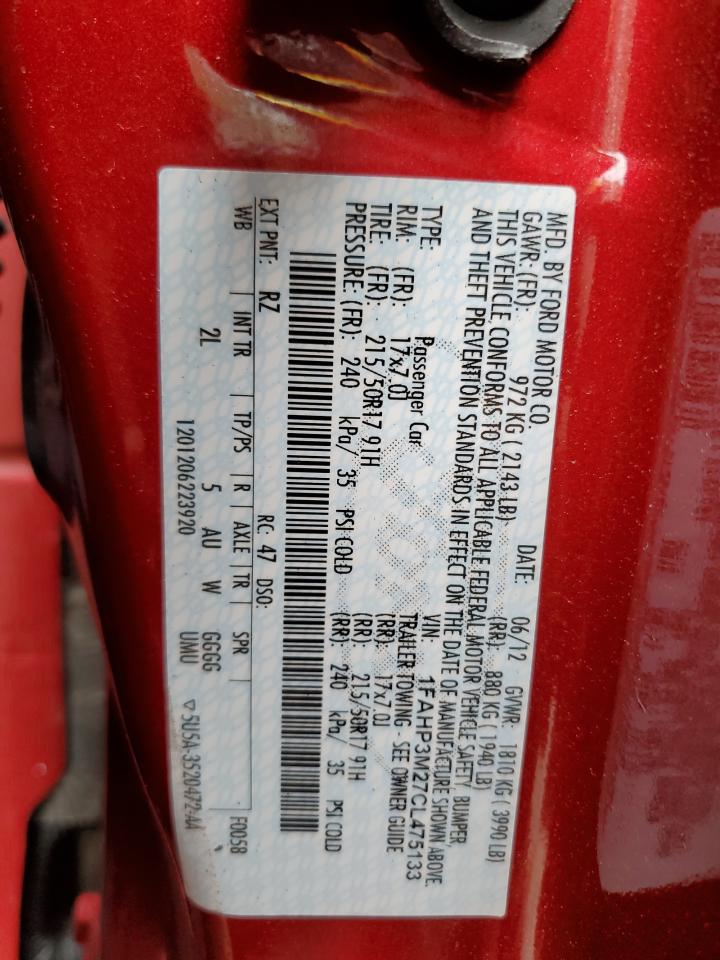 MFD. BY FORD MOTOR CO. DATE: 06/12 GVWR: 1810 KG ( 3990 LB)
GAWR: (FR): 972 KG ( 2143 LB) (RR): 880 KG ( 1940 LB)
THIS VEHICLE CONFORMS TO ALL APPLICABLE FEDERAL MOTOR VEHICLE SAFETY, BUMPER,
AND THEFT PREVENTION STANDARDS IN EFFECT ON THE DATE OF MANUFACTURE SHOWN ABOVE.
VIN: 1FAHP3M27CL475133
TYPE: Passenger Car TRAILER TOWING - SEE OWNER GUIDE
RIM: (FR): 17x7.0J (RR): 17x7.0J
TIRE: (FR): 215/50R17 91H (RR): 215/50R17 91H
PRESSURE: (FR): 240 kPa/ 35 PSI COLD (RR): 240 kPa/ 35 PSI COLD
EXT PNT: RZ RC: 47 DSO: F0058
WB INT TR TP/PS R AXLE TR SPR
2L 5 AU W GGGG
1201206223920 UMU ▽5U5A-3520472-AA